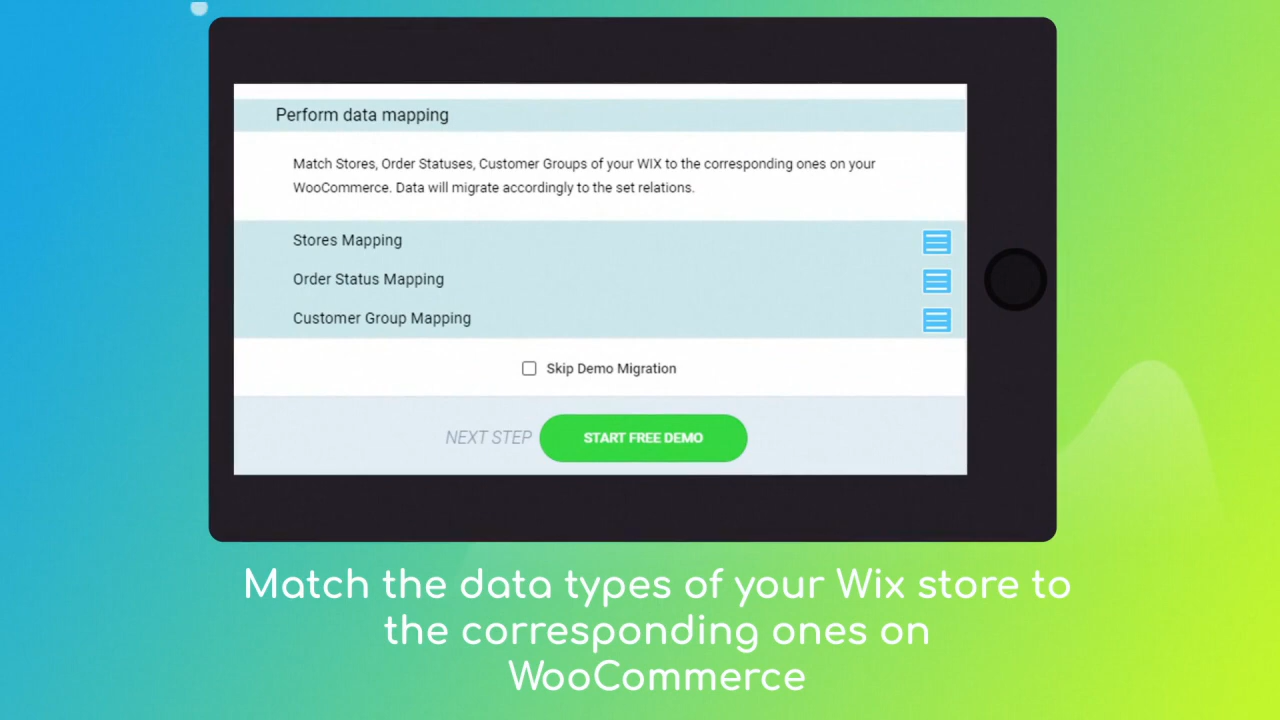 Perform data mapping
Match Stores, Order Statuses, Customer Groups of your WIX to the corresponding ones on your
WooCommerce. Data will migrate accordingly to the set relations.
Stores Mapping
Order Status Mapping
Customer Group Mapping
Skip Demo Migration
NEXT STEP START FREE DEMO
Match the data types of your Wix store to
the corresponding ones on
WooCommerce